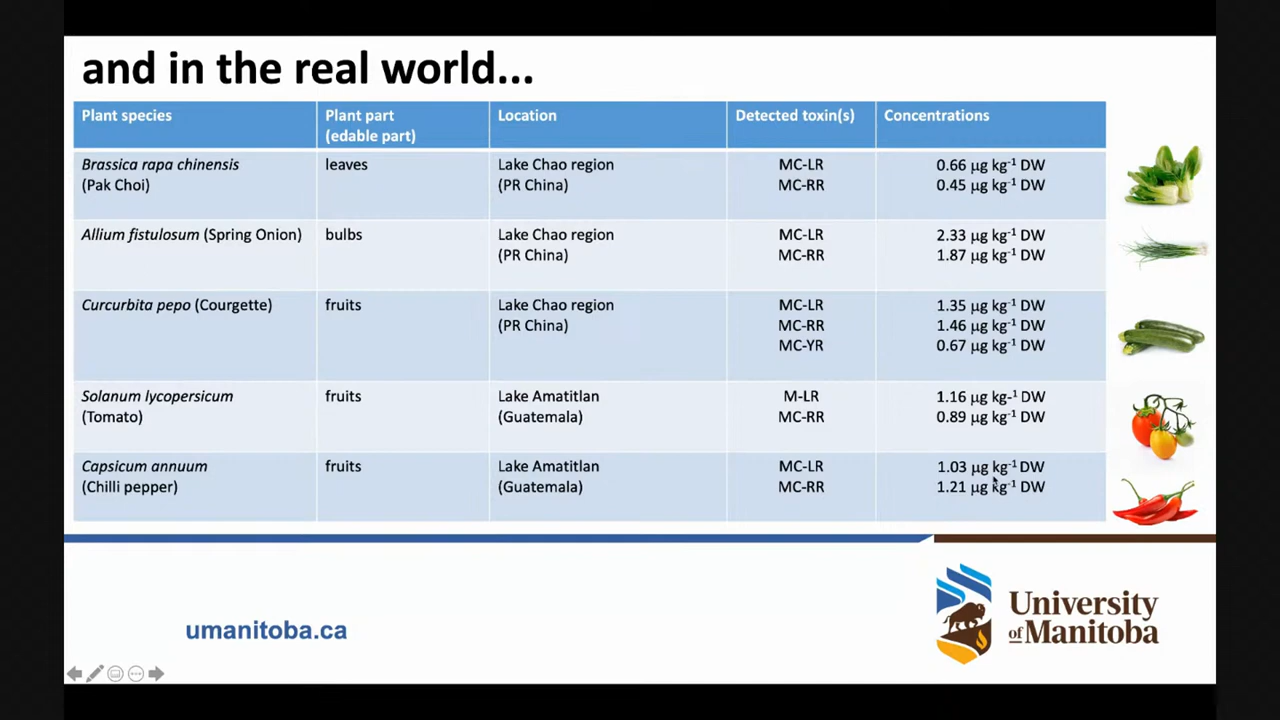 and in the real world...
Plant species Plant part Location Detected toxin(s) Concentrations
(edable part)
Brassica rapa chinensis leaves Lake Chao region MC-LR 0.66 µg kg⁻¹ DW
(Pak Choi) (PR China) MC-RR 0.45 µg kg⁻¹ DW
Allium fistulosum (Spring Onion) bulbs Lake Chao region MC-LR 2.33 µg kg⁻¹ DW
(PR China) MC-RR 1.87 µg kg⁻¹ DW
Curcurbita pepo (Courgette) fruits Lake Chao region MC-LR 1.35 µg kg⁻¹ DW
(PR China) MC-RR 1.46 µg kg⁻¹ DW
MC-YR 0.67 µg kg⁻¹ DW
Solanum lycopersicum fruits Lake Amatitlan M-LR 1.16 µg kg-¹ DW
(Tomato) (Guatemala) MC-RR 0.89 µg kg⁻¹ DW
Capsicum annuum fruits Lake Amatitlan MC-LR 1.03 µg kg⁻¹ DW
(Chilli pepper) (Guatemala) MC-RR 1.21 µg kg⁻¹ DW
umanitoba.ca
University
of Manitoba